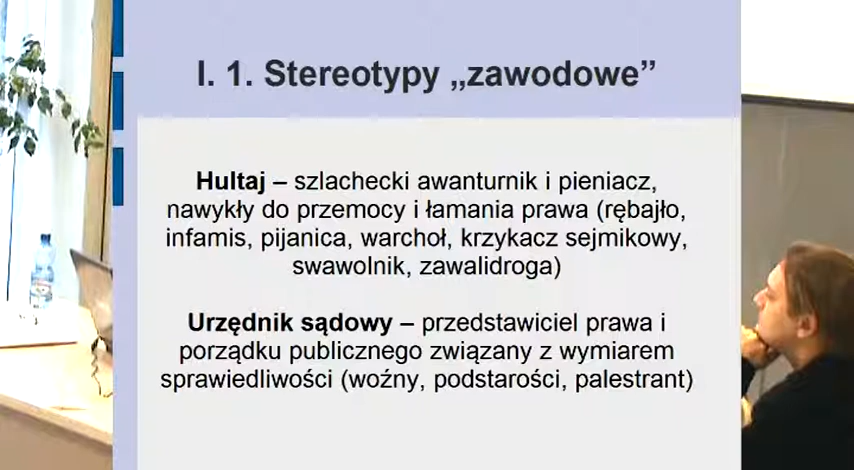 I. 1. Stereotypy „zawodowe”
Hultaj – szlachecki awanturnik i pieniacz,
nawykły do przemocy i łamania prawa (rębajło,
infamis, pijanica, warchoł, krzykacz sejmikowy,
swawolnik, zawalidroga)
Urzędnik sądowy – przedstawiciel prawa i
porządku publicznego związany z wymiarem
sprawiedliwości (woźny, podstarości, palestrant)